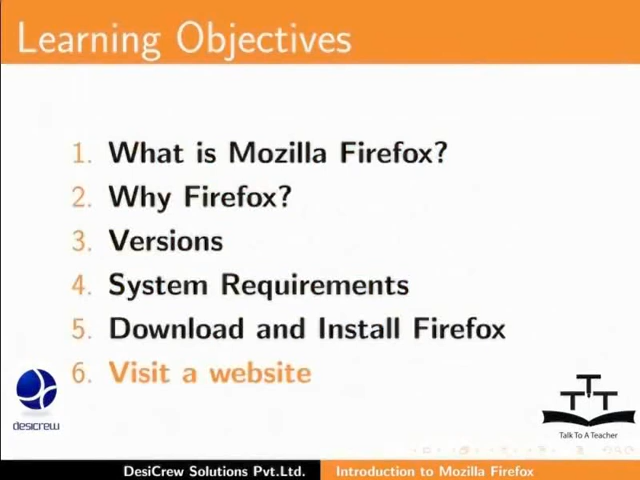 Learning Objectives
1. What is Mozilla Firefox?
2. Why Firefox?
3. Versions
4. System Requirements
5. Download and Install Firefox
6. Visit a website
desicrew
T T T
Talk To A Teacher
DesiCrew Solutions Pvt.Ltd. Introduction to Mozilla Firefox